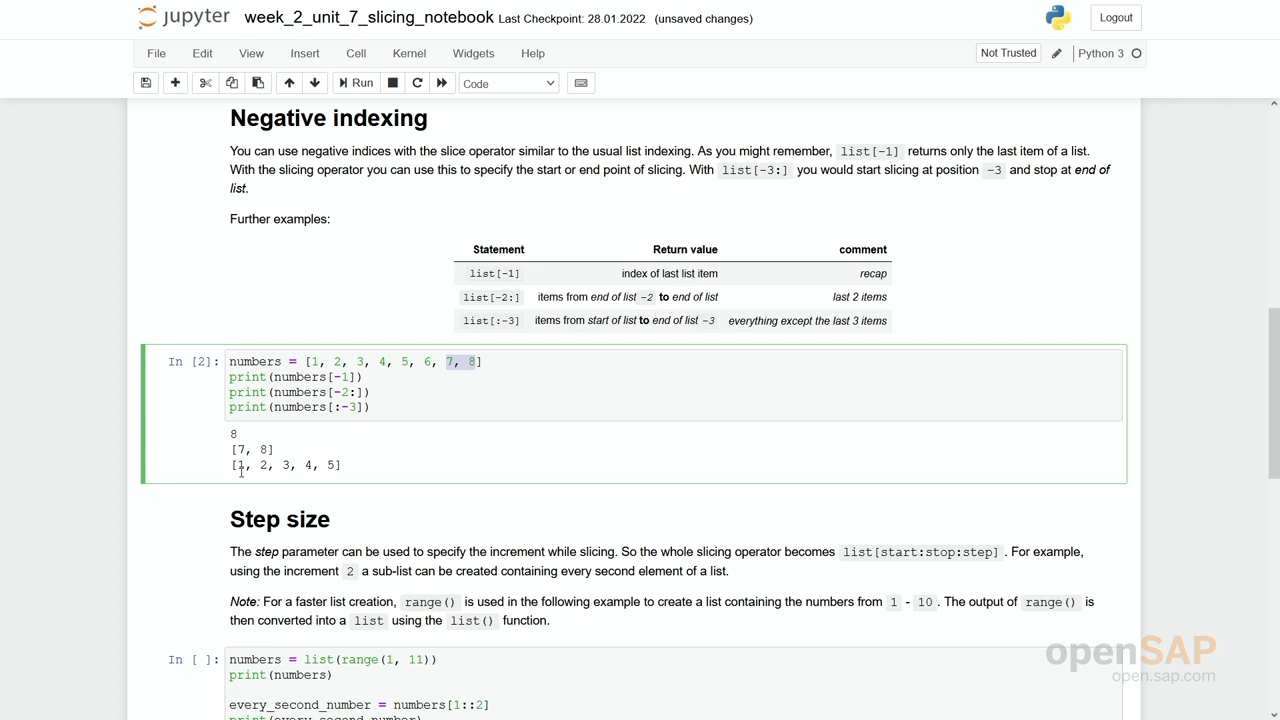 jupyter week_2_unit_7_slicing_notebook Last Checkpoint: 28.01.2022 (unsaved changes) Logout
File Edit View Insert Cell Kernel Widgets Help Not Trusted Python 3
Run Code
Negative indexing
You can use negative indices with the slice operator similar to the usual list indexing. As you might remember, list[-1] returns only the last item of a list.
With the slicing operator you can use this to specify the start or end point of slicing. With list[-3:] you would start slicing at position -3 and stop at end of
list.
Further examples:
Statement Return value comment
list[-1] index of last list item recap
list[-2:] items from end of list -2 to end of list last 2 items
list[:-3] items from start of list to end of list -3 everything except the last 3 items
In [2]: numbers = [1, 2, 3, 4, 5, 6, 7, 8]
print(numbers[-1])
print(numbers[-2:])
print(numbers[:-3])
8
[7, 8]
[1, 2, 3, 4, 5]
Step size
The step parameter can be used to specify the increment while slicing. So the whole slicing operator becomes list[start:stop:step] . For example,
using the increment 2 a sub-list can be created containing every second element of a list.
Note: For a faster list creation, range() is used in the following example to create a list containing the numbers from 1 - 10 . The output of range() is
then converted into a list using the list() function.
In [ ]: numbers = list(range(1, 11))
print(numbers)
every_second_number = numbers[1::2]
print(every_second_number)
openSAP
open.sap.com